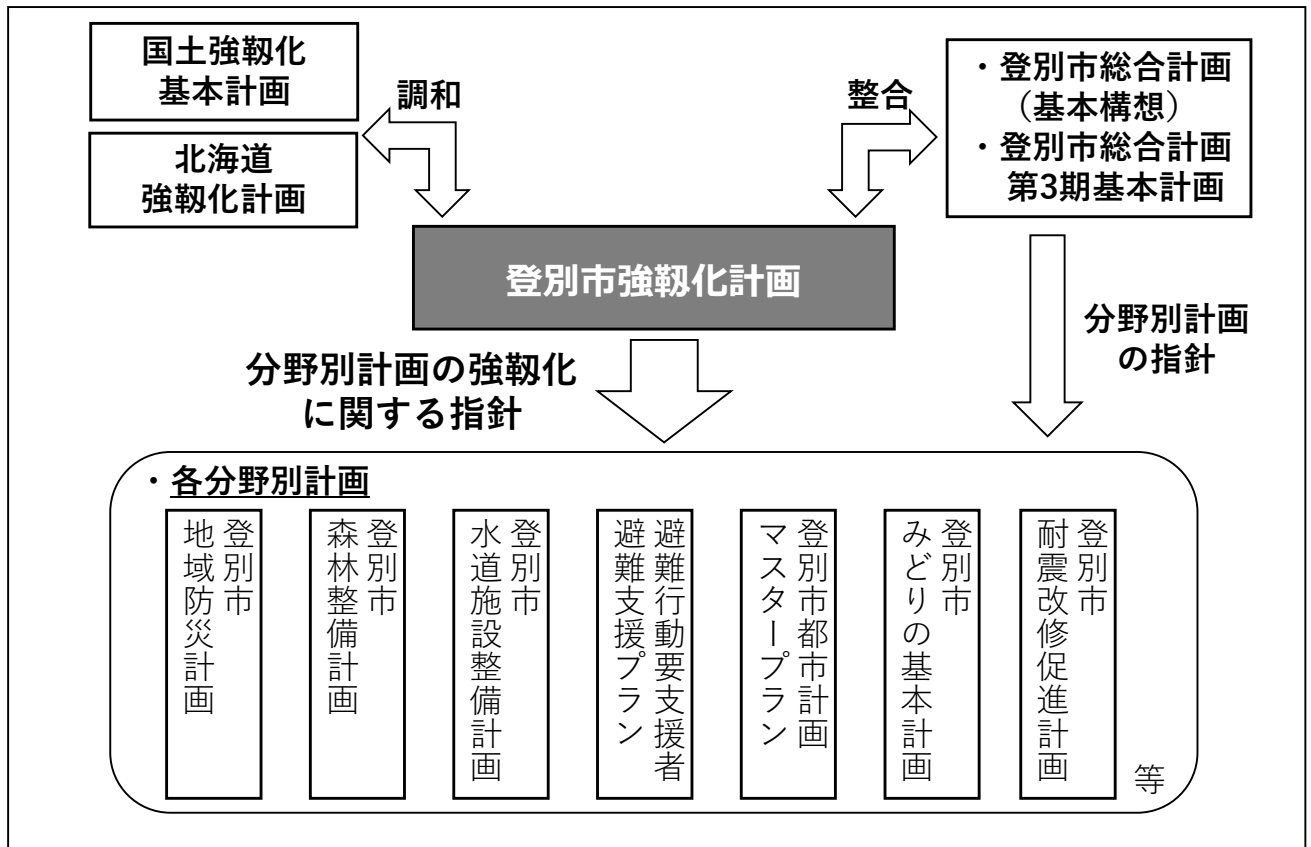 国土強靱化
基本計画
北海道
強靱化計画
調和
整合
・登別市総合計画
（基本構想）
・登別市総合計画
第3期基本計画
登別市強靱化計画
分野別計画の強靱化
に関する指針
分野別計画
の指針
・各分野別計画
登別市
地域防災計画
登別市
森林整備計画
登別市
水道施設整備計画
避難行動要支援者
避難支援プラン
登別市都市計画
マスタープラン
登別市
みどりの基本計画
登別市
耐震改修促進計画
等